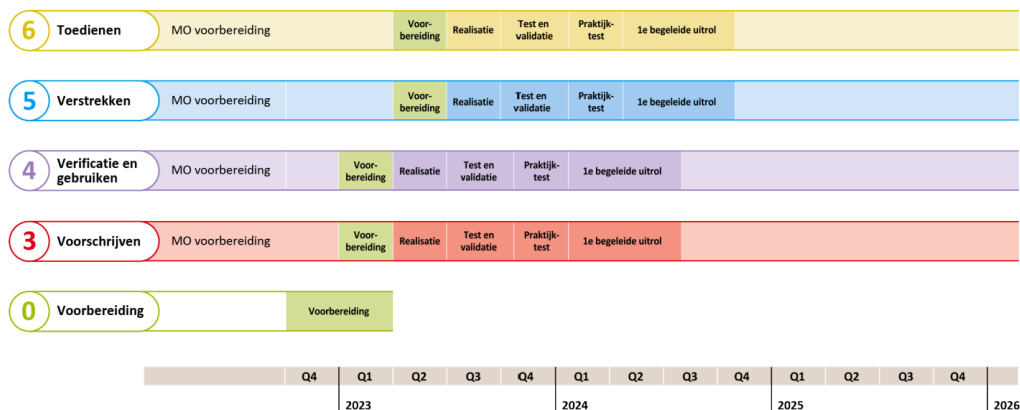 6 Toedienen MO voorbereiding Voor-bereiding Realisatie Test en validatie Praktijk-test 1e begeleide uitrol
5 Verstrekken MO voorbereiding Voor-bereiding Realisatie Test en validatie Praktijk-test 1e begeleide uitrol
4 Verificatie en gebruiken MO voorbereiding Voor-bereiding Realisatie Test en validatie Praktijk-test 1e begeleide uitrol
3 Voorschrijven MO voorbereiding Voor-bereiding Realisatie Test en validatie Praktijk-test 1e begeleide uitrol
0 Voorbereiding Voorbereiding
Q4 Q1 Q2 Q3 Q4 Q1 Q2 Q3 Q4 Q1 Q2 Q3 Q4
2023 2024 2025 2026